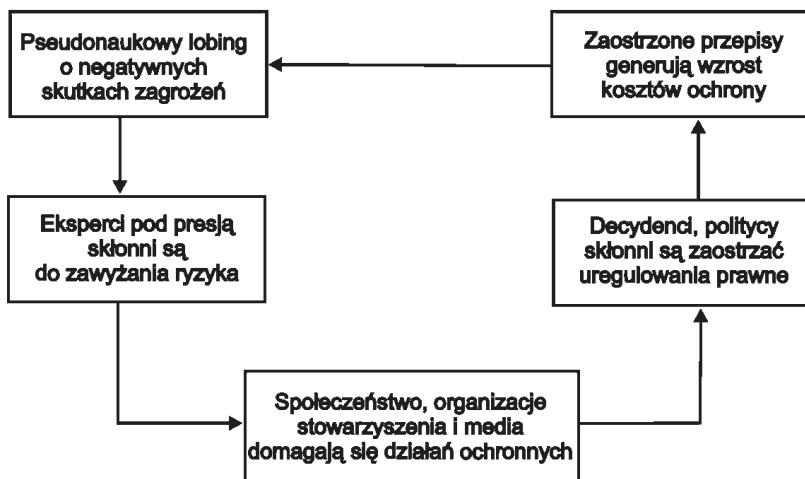 Pseudonaukowy lobing
o negatywnych
skutkach zagrożeń
Zaostrzone przepisy
generują wzrost
kosztów ochrony
Eksperci pod presją
skłonni są
do zawyżania ryzyka
Decydenci, politycy
skłonni są zaostrzać
uregulowania prawne
Społeczeństwo, organizacje
stowarzyszenia i media
domagają się działań ochronnych